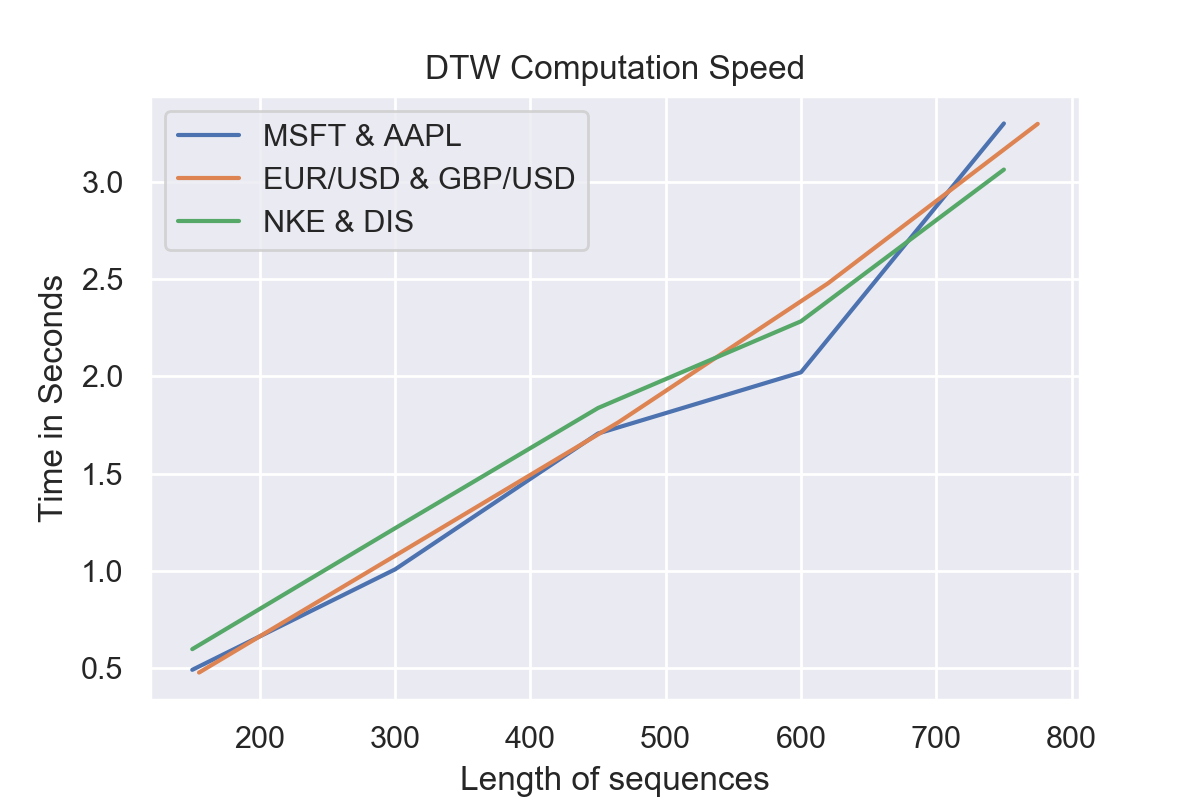 DTW Computation Speed
MSFT & AAPL
EUR/USD & GBP/USD
NKE & DIS
Time in Seconds
3.0
2.5
2.0
1.5
1.0
0.5
200 300 400 500 600 700 800
Length of sequences